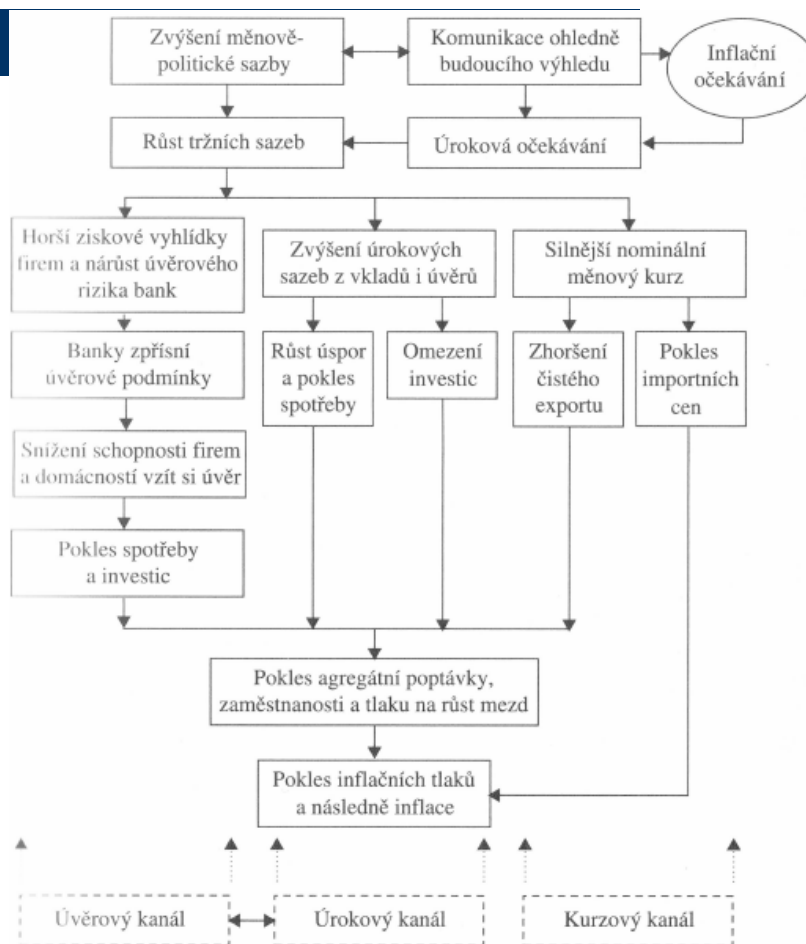 Zvýšení měnově-
politické sazby
Komunikace ohledně
budoucího výhledu
Inflační
očekávání
Růst tržních sazeb
Úroková očekávání
Horší ziskové vyhlídky
firem a nárůst úvěrového
rizika bank
Zvýšení úrokových
sazeb z vkladů i úvěrů
Silnější nominální
měnový kurz
Banky zpřísní
úvěrové podmínky
Růst úspor
a pokles
spotřeby
Omezení
investic
Zhoršení
čistého
exportu
Pokles
importních
cen
Snížení schopnosti firem
a domácností vzít si úvěr
Pokles spotřeby
a investic
Pokles agregátní poptávky,
zaměstnanosti a tlaku na růst mezd
Pokles inflačních tlaků
a následně inflace
Úvěrový kanál
Úrokový kanál
Kurzový kanál